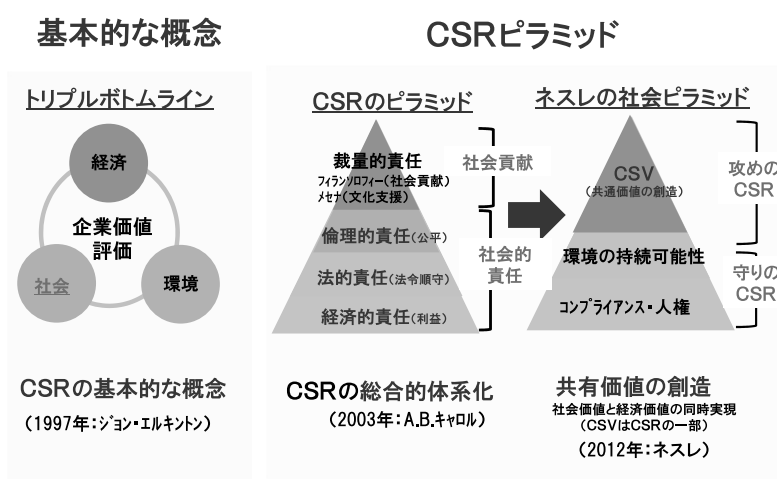 基本的な概念
CSRピラミッド
トリプルボトムライン
経済
企業価値
評価
社会
環境
CSRの基本的な概念
(1997年:ジョン・エルキントン)
CSRのピラミッド
裁量的責任
フィランソロフィー(社会貢献)
メセナ(文化支援)
倫理的責任(公平)
法的責任(法令順守)
経済的責任(利益)
社会貢献
社会的
責任
CSRの総合的体系化
(2003年:A.B.キャロル)
ネスレの社会ピラミッド
CSV
(共通価値の創造)
環境の持続可能性
コンプライアンス・人権
攻めの
CSR
守りの
CSR
共有価値の創造
社会価値と経済価値の同時実現
(CSVはCSRの一部)
(2012年:ネスレ)